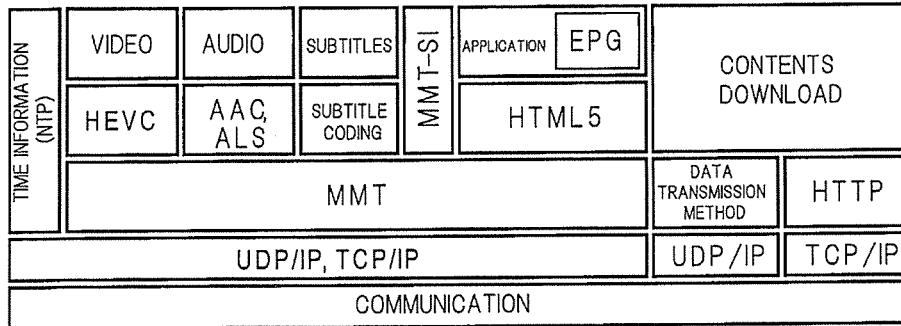 TIME INFORMATION
(NTP)
VIDEO
AUDIO
SUBTITLES
MMT-SI
APPLICATION
EPG
CONTENTS
DOWNLOAD
HEVC
AAC,
ALS
SUBTITLE
CODING
HTML5
MMT
DATA
TRANSMISSION
METHOD
HTTP
UDP/IP, TCP/IP
UDP/IP
TCP/IP
COMMUNICATION